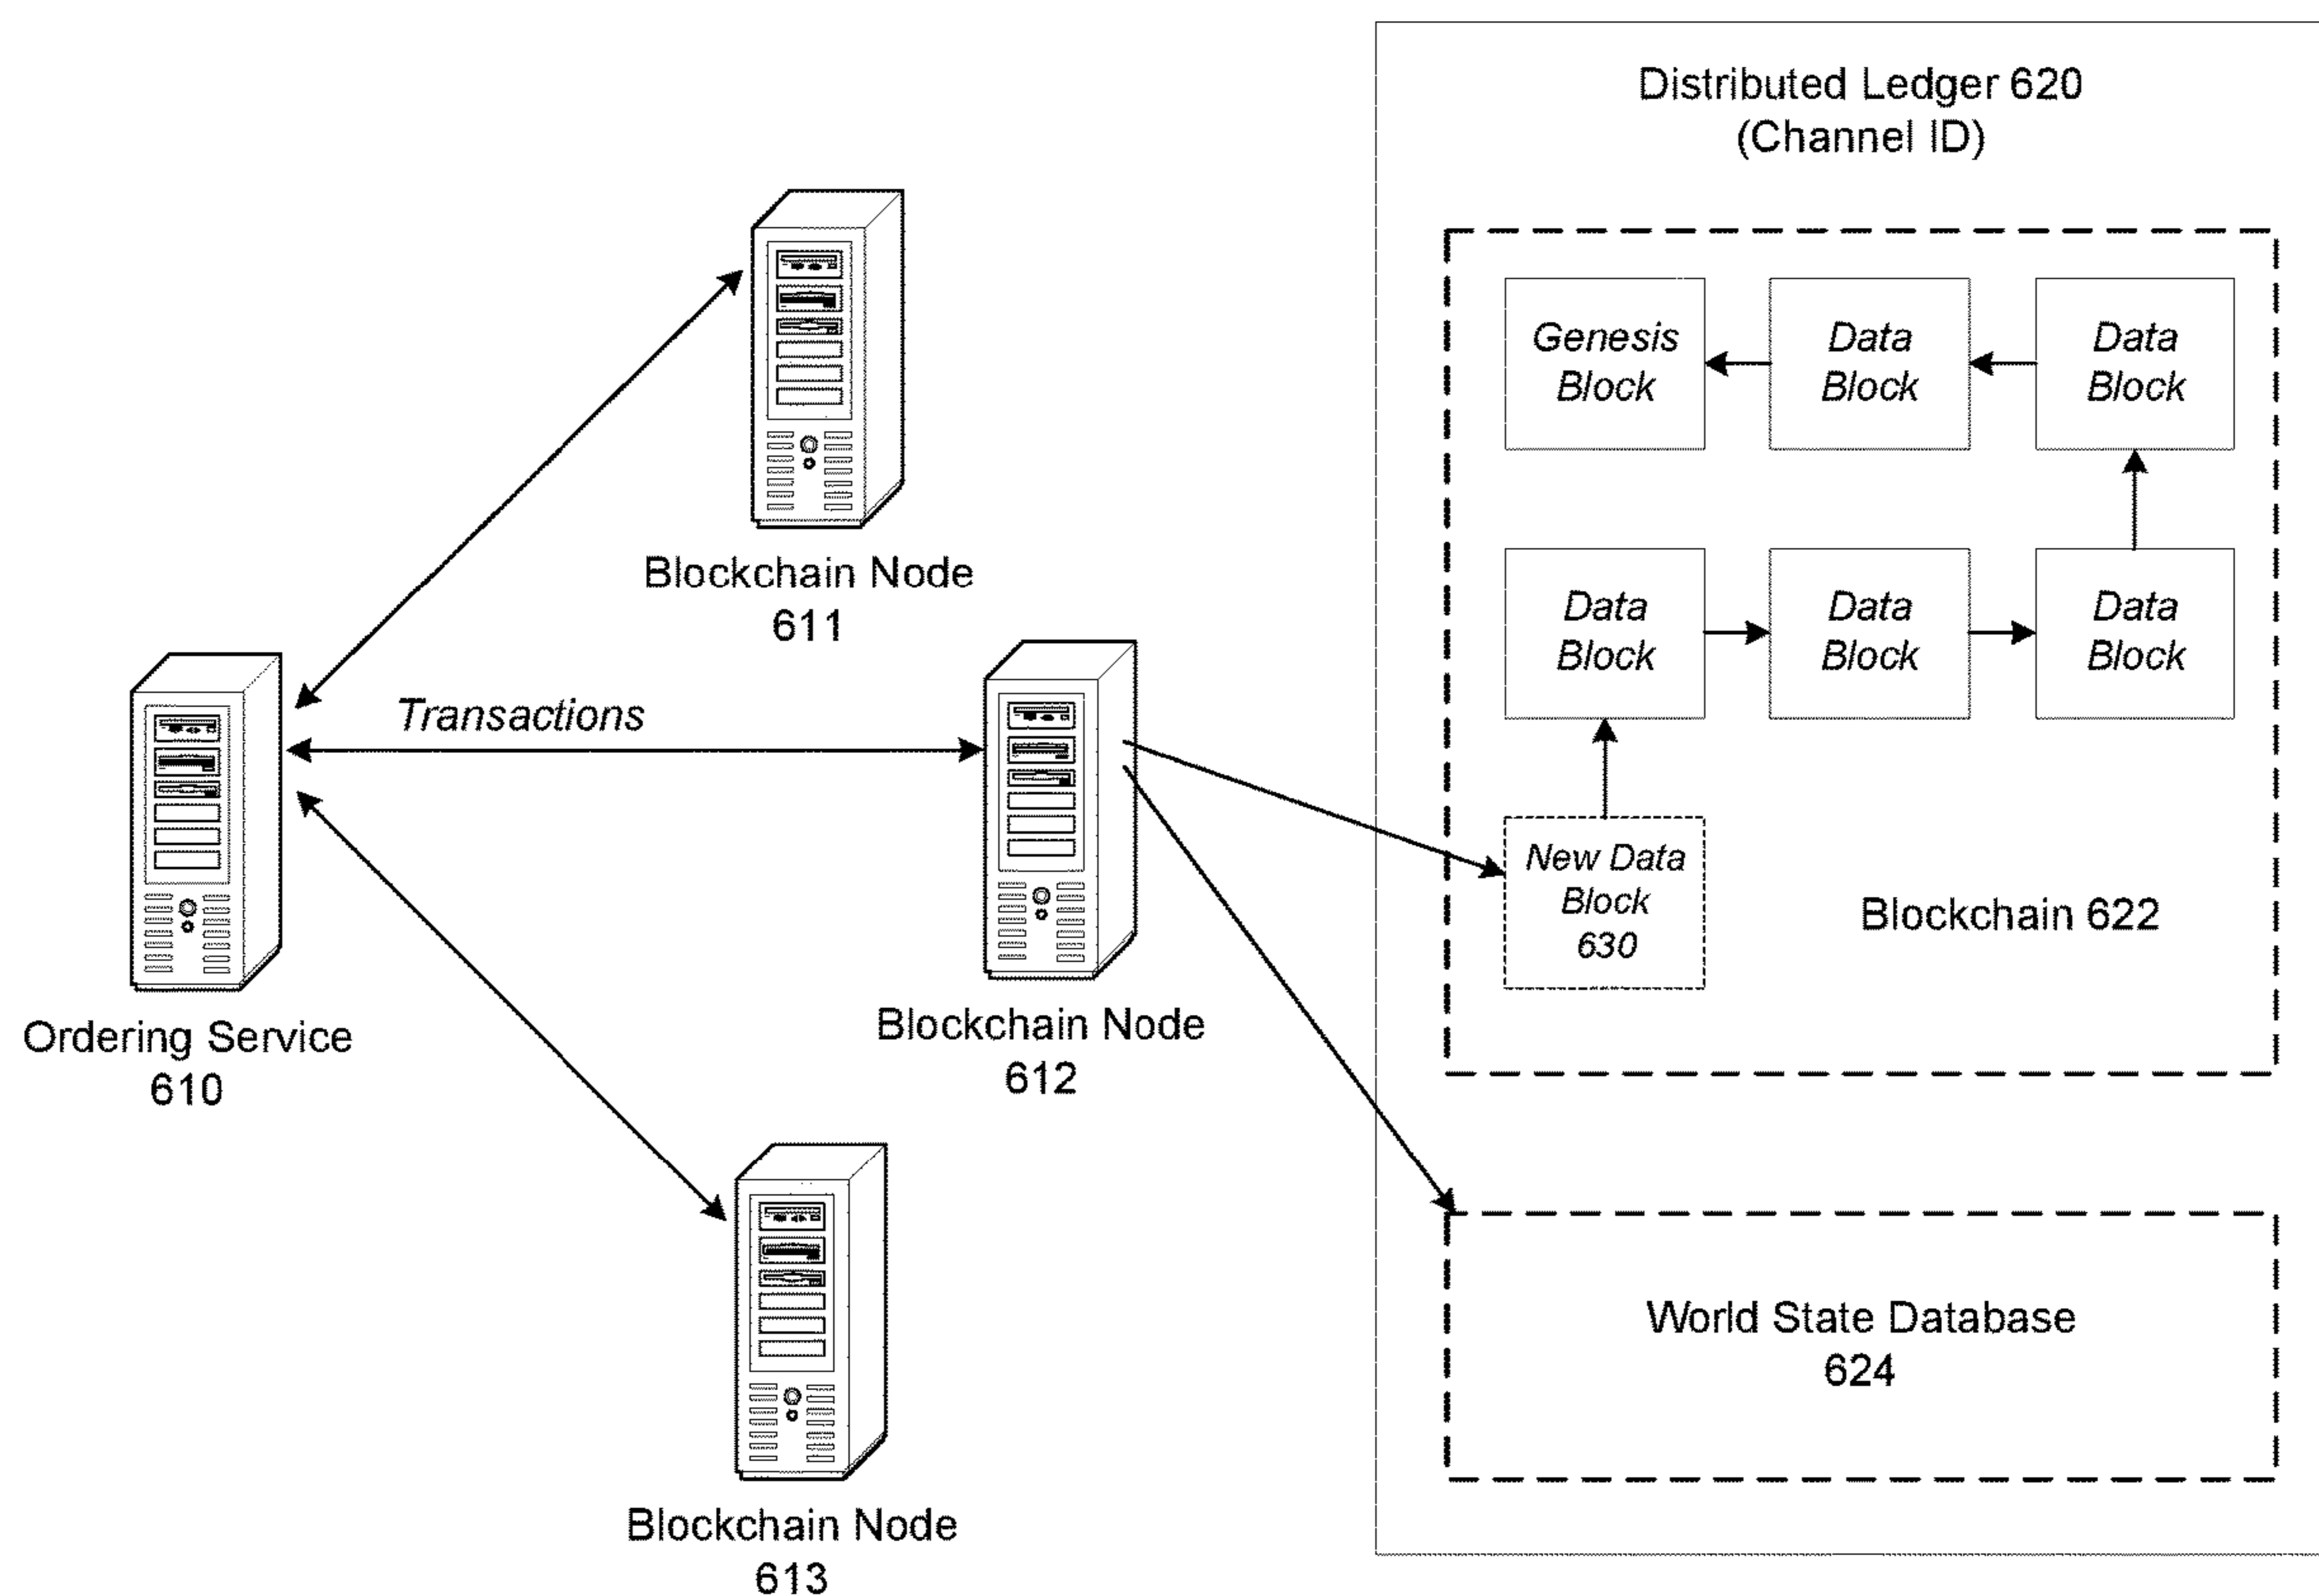 Distributed Ledger 620
(Channel ID)
Genesis
Block
Data
Block
Data
Block
Blockchain Node
611
Data
Block
Data
Block
Data
Block
Transactions
New Data
Block
630
Blockchain 622
Ordering Service
610
Blockchain Node
612
World State Database
624
Blockchain Node
613